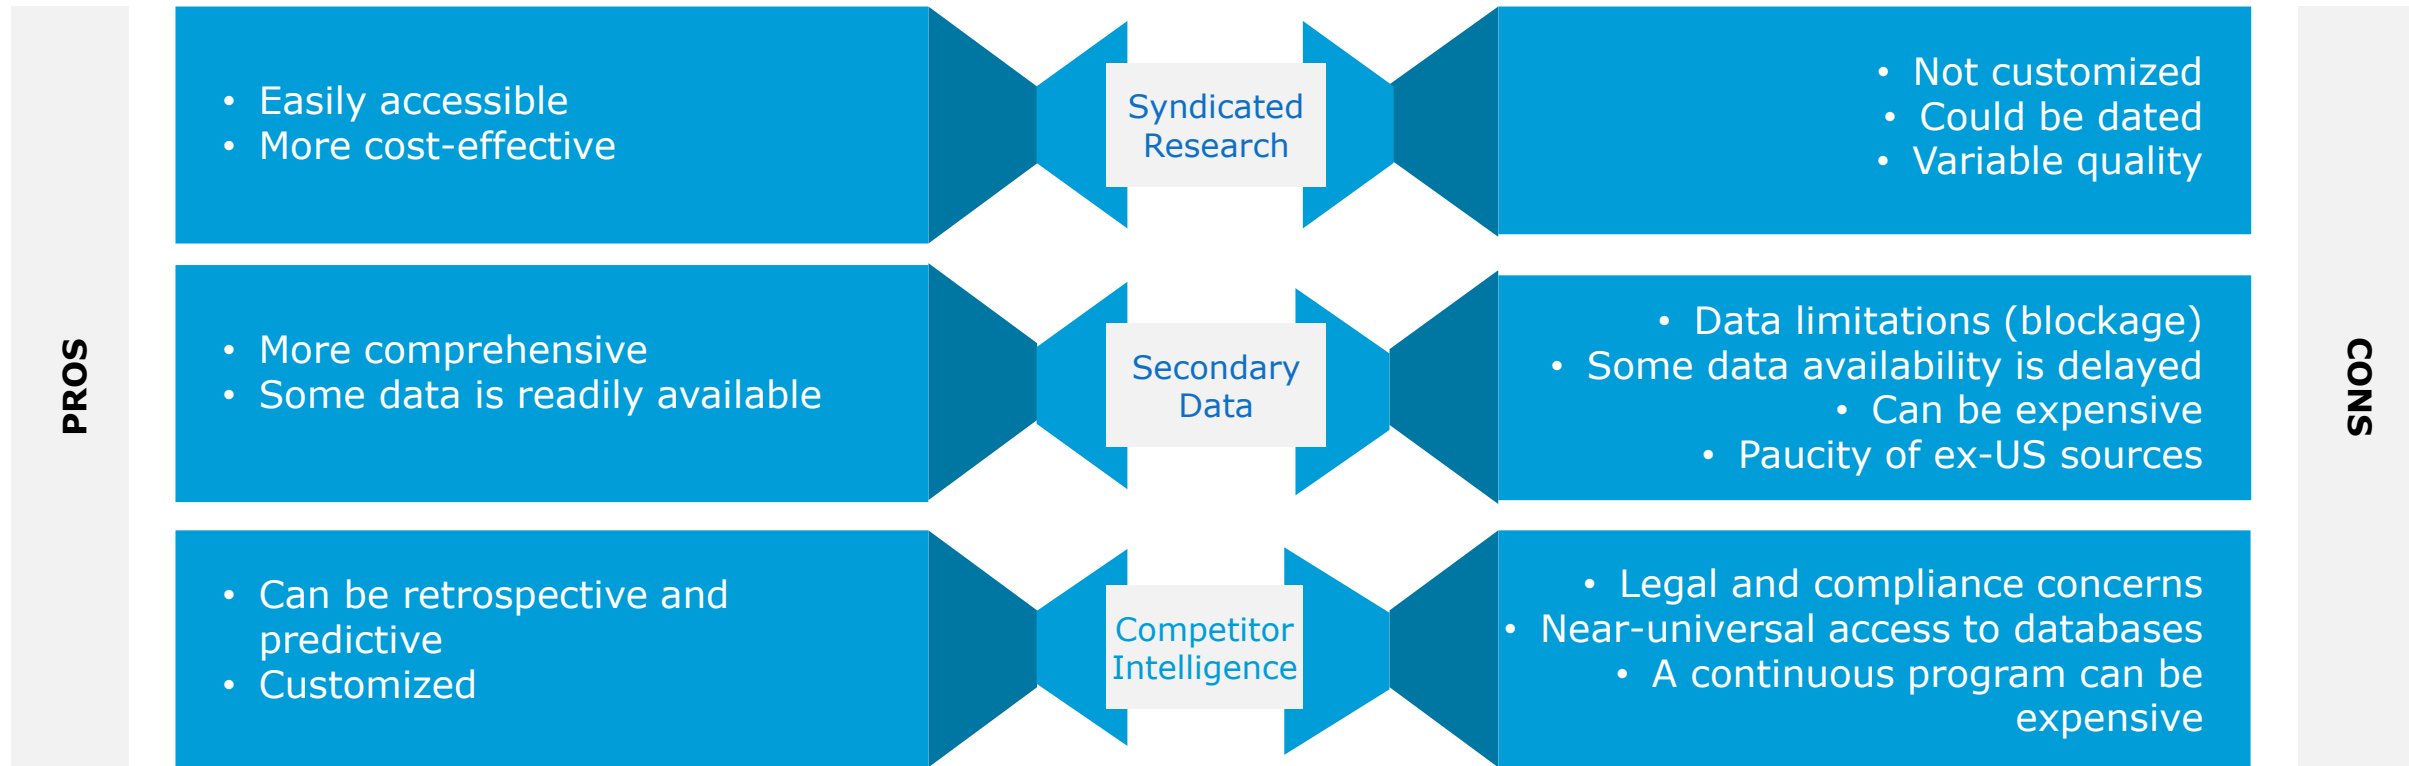 PROS
• Easily accessible
• More cost-effective
Syndicated
Research
• Not customized
• Could be dated
• Variable quality
• More comprehensive
• Some data is readily available
Secondary
Data
• Data limitations (blockage)
• Some data availability is delayed
• Can be expensive
• Paucity of ex-US sources
• Can be retrospective and
predictive
• Customized
Competitor
Intelligence
• Legal and compliance concerns
• Near-universal access to databases
• A continuous program can be
expensive
CONS